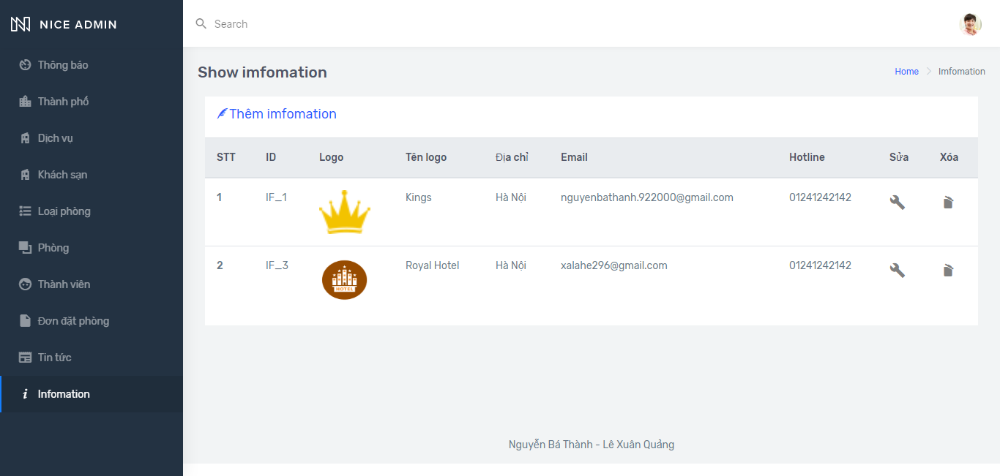 NICE ADMIN
Search
Thông báo
Thành phố
Dịch vụ
Khách sạn
Loại phòng
Phòng
Thành viên
Đơn đặt phòng
Tin tức
Infomation
Show imfomation
Home Imfomation
Thêm imfomation
STT ID Logo Tên logo Địa chỉ Email Hotline Sửa Xóa
1 IF_1 Kings Hà Nội nguyenbathanh.922000@gmail.com 01241242142
2 IF_3 Royal Hotel Hà Nội xalahe296@gmail.com 01241242142
HOTEL
Nguyễn Bá Thành - Lê Xuân Quảng